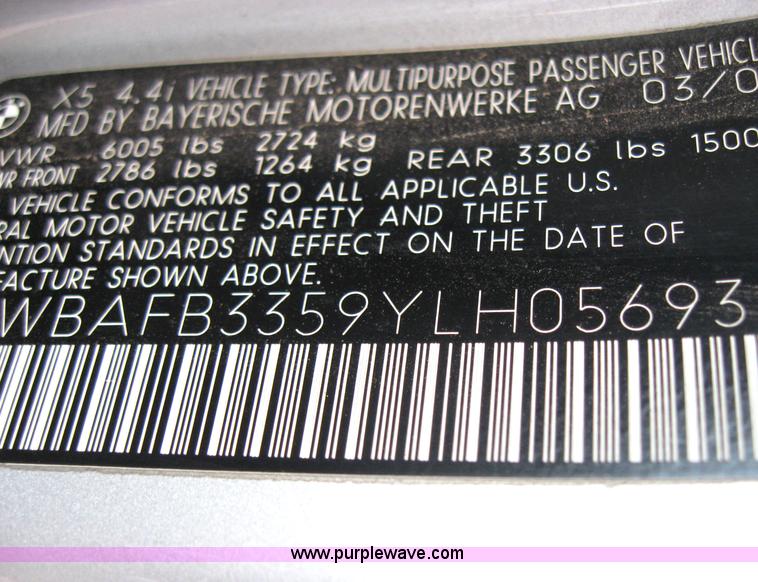 X5 4.4i VEHICLE TYPE: MULTIPURPOSE PASSENGER VEHICL
MFD BY BAYERISCHE MOTORENWERKE AG 03/0
VWR 6005 lbs 2724 kg
WR FRONT 2786 lbs 1264 kg REAR 3306 lbs 1500
VEHICLE CONFORMS TO ALL APPLICABLE U.S.
RAL MOTOR VEHICLE SAFETY AND THEFT
ENTION STANDARDS IN EFFECT ON THE DATE OF
FACTURE SHOWN ABOVE.
WBAFB3359YLH05693
www.purplewave.com